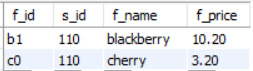 f_id s_id f_name f_price
b1 110 blackberry 10.20
c0 110 cherry 3.20